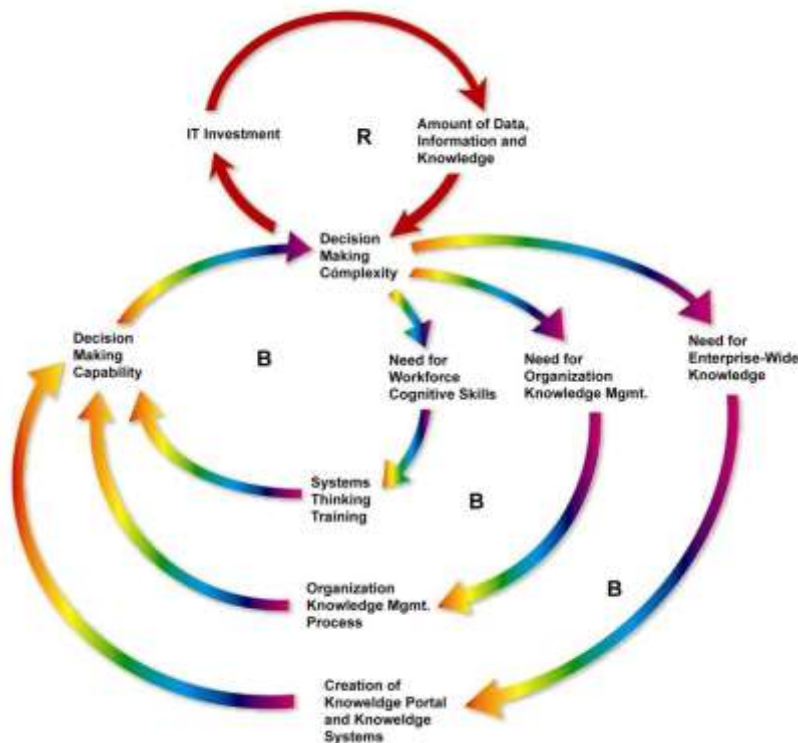 IT Investment
R
Amount of Data,
Information and
Knowledge
Decision
Making
Complexity
Decision
Making
Capability
B
Need for
Workforce
Cognitive Skills
Need for
Organization
Knowledge Mgmt.
Need for
Enterprise-Wide
Knowledge
Systems
Thinking
Training
B
Organization
Knowledge Mgmt.
Process
B
Creation of
Knoweldge Portal
and Knoweldge
Systems